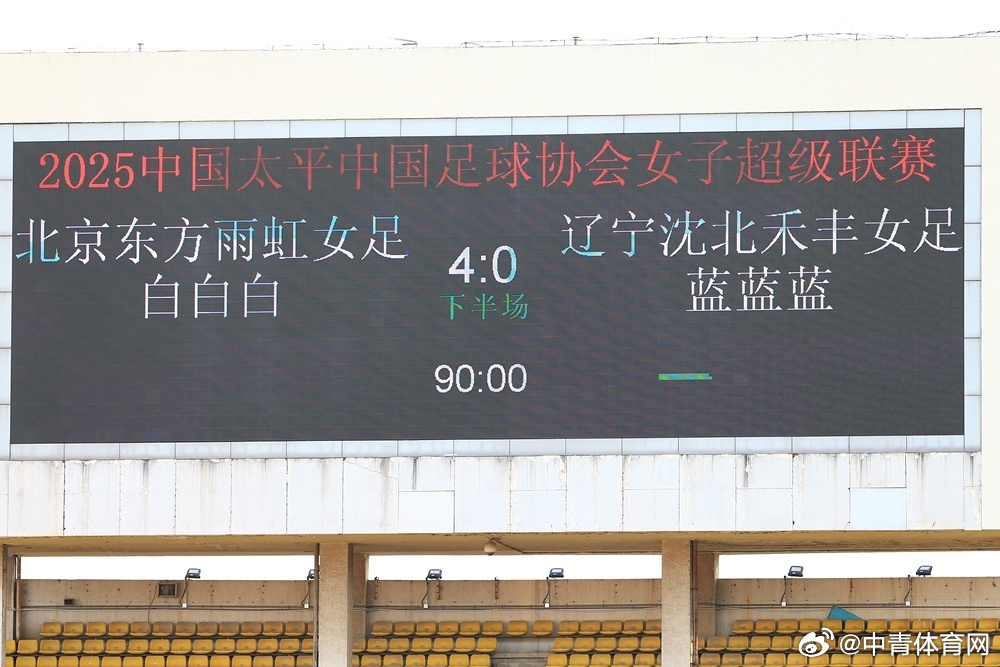 2025中国太平中国足球协会女子超级联赛
北京东方雨虹女足
4:0
辽宁沈北禾丰女足
白白白
下半场
蓝蓝蓝
90:00
@中青体育网